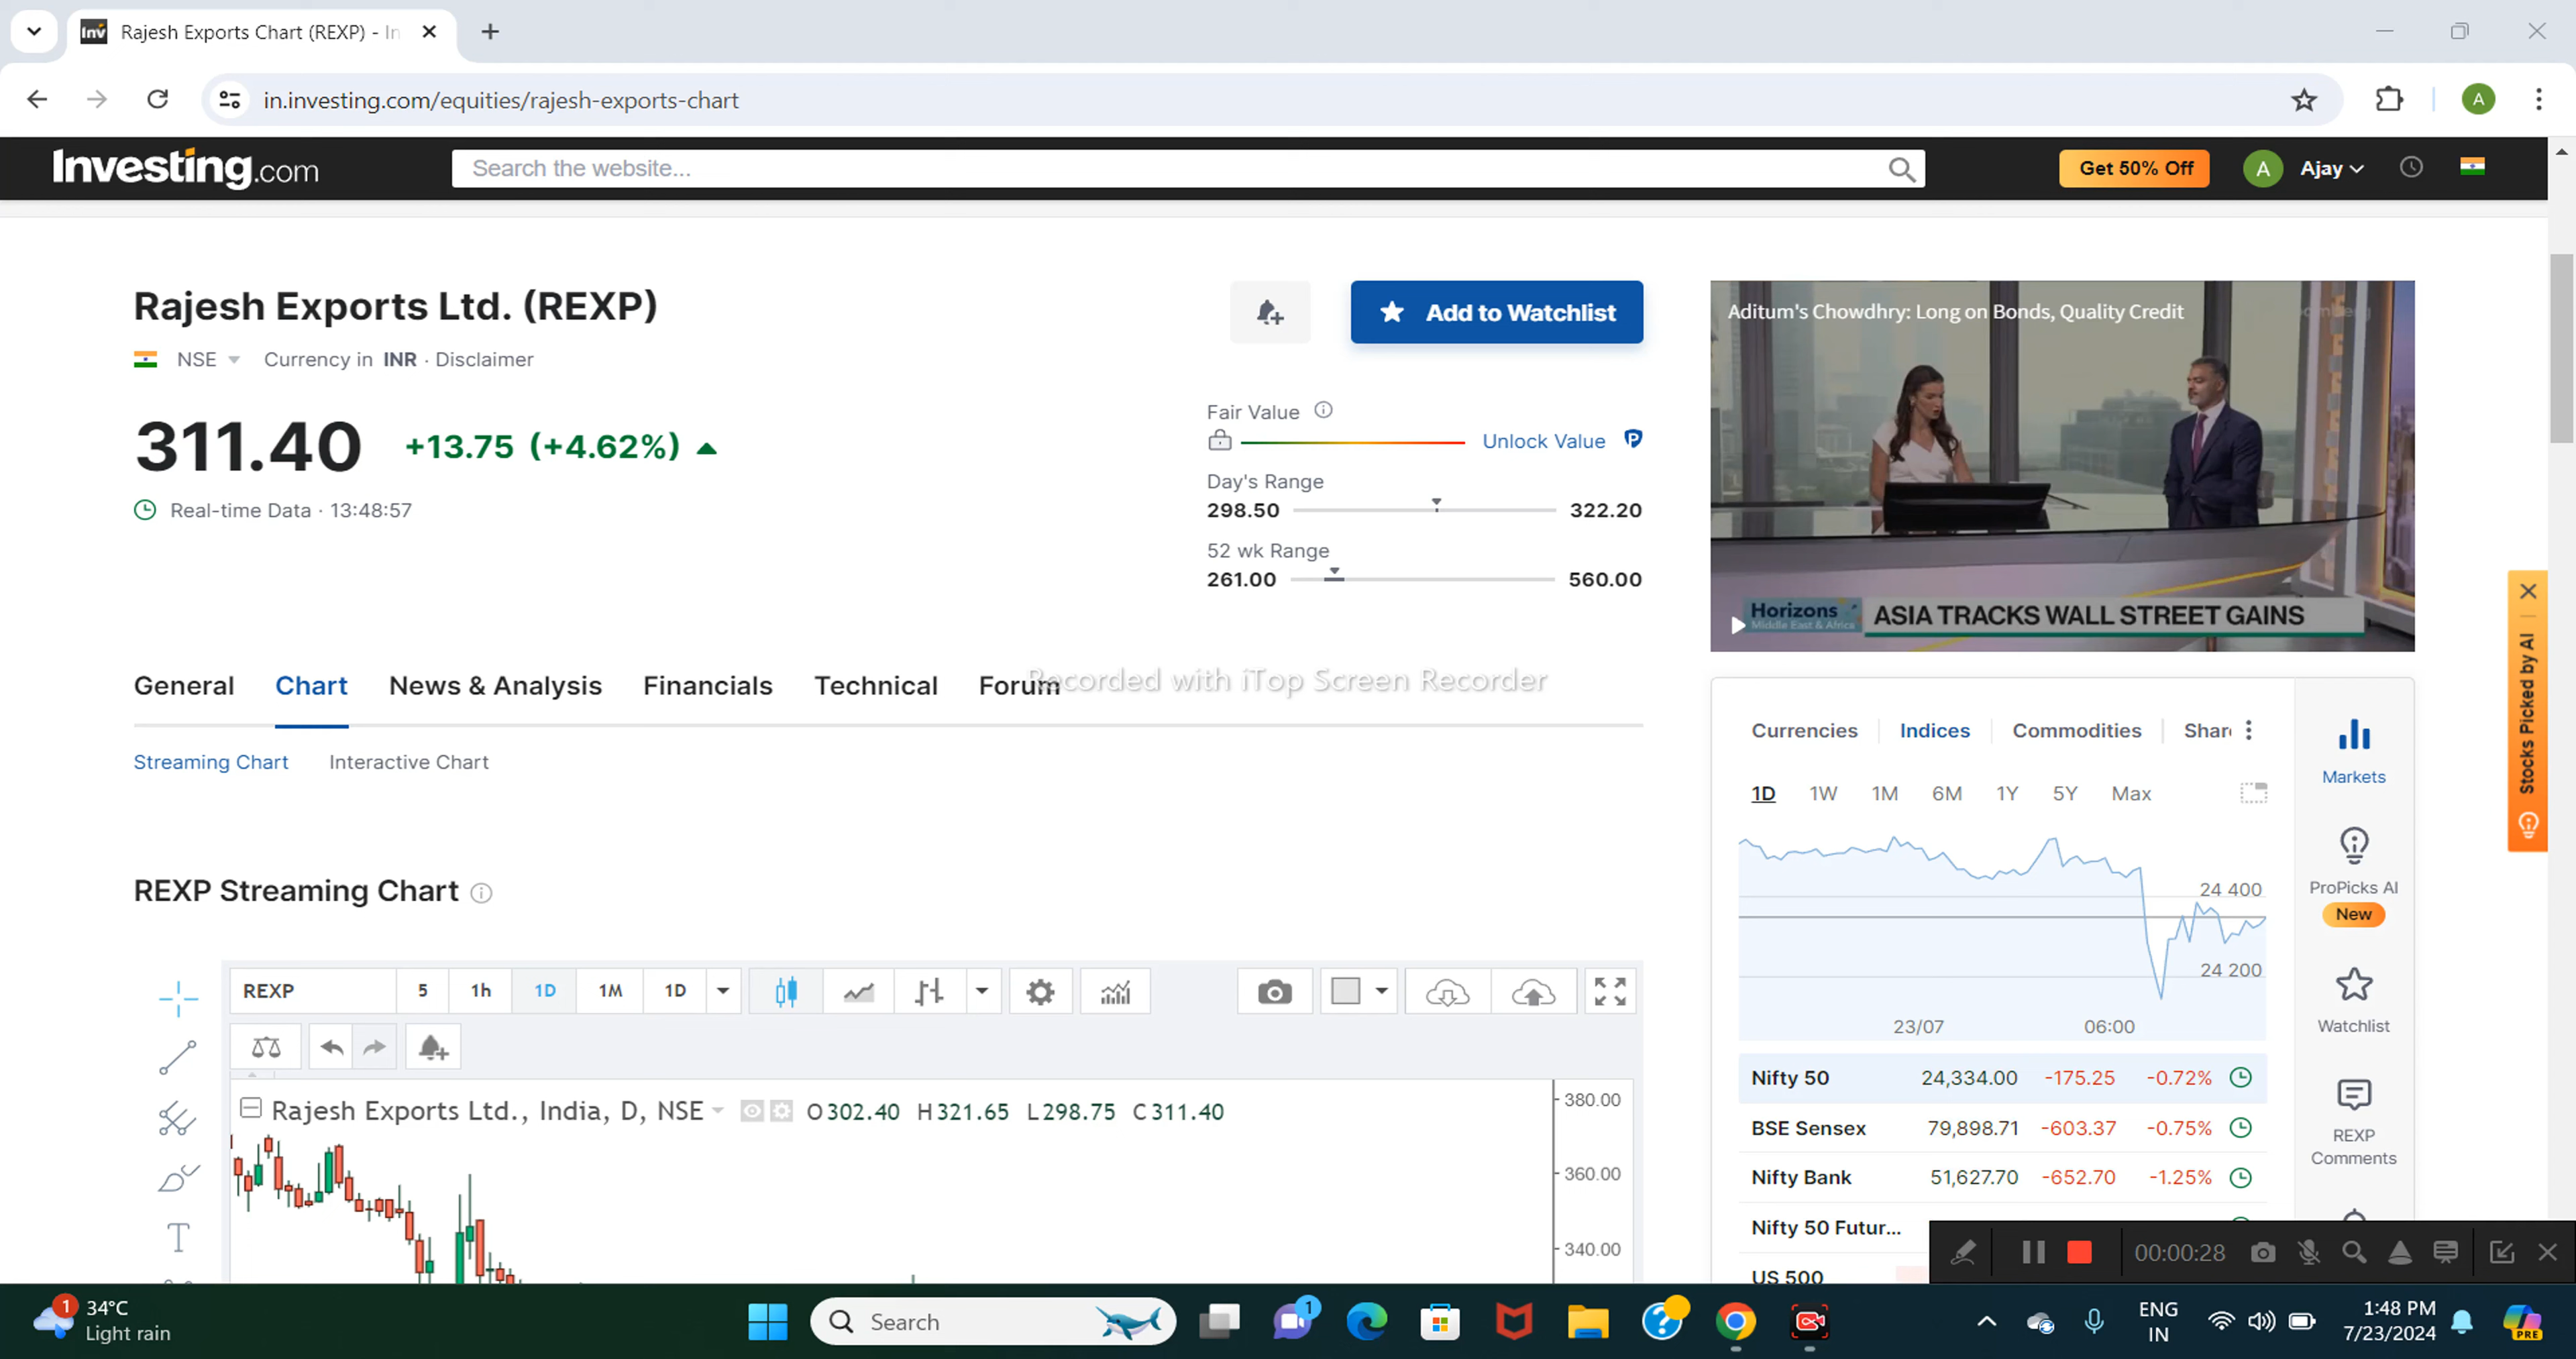 Rajesh Exports Chart (REXP) - In
in.investing.com/equities/rajesh-exports-chart
A
Investing.com
Search the website...
Get 50% Off
A
Ajay
Rajesh Exports Ltd. (REXP)
NSE Currency in INR · Disclaimer
311.40 +13.75 (+4.62%)
Real-time Data · 13:48:57
Add to Watchlist
Fair Value
Unlock Value
Day's Range
298.50 322.20
52 wk Range
261.00 560.00
Aditum's Chowdhry: Long on Bonds, Quality Credit
Horizons
Middle East & Africa
ASIA TRACKS WALL STREET GAINS
Stocks Picked by AI
General Chart News & Analysis Financials Technical Forum
Recorded with iTop Screen Recorder
Streaming Chart Interactive Chart
REXP Streaming Chart
REXP 5 1h 1D 1M 1D
Rajesh Exports Ltd., India, D, NSE O302.40 H321.65 L298.75 C311.40
380.00
360.00
340.00
T
Currencies Indices Commodities Shar
1D 1W 1M 6M 1Y 5Y Max
24 400
24 200
23/07 06:00
Nifty 50 24,334.00 -175.25 -0.72%
BSE Sensex 79,898.71 -603.37 -0.75%
Nifty Bank 51,627.70 -652.70 -1.25%
Nifty 50 Futur...
US 500
Markets
ProPicks AI
New
Watchlist
REXP
Comments
00:00:28
1
34°C
Light rain
Search
1
ENG
IN
1:48 PM
7/23/2024
PRE